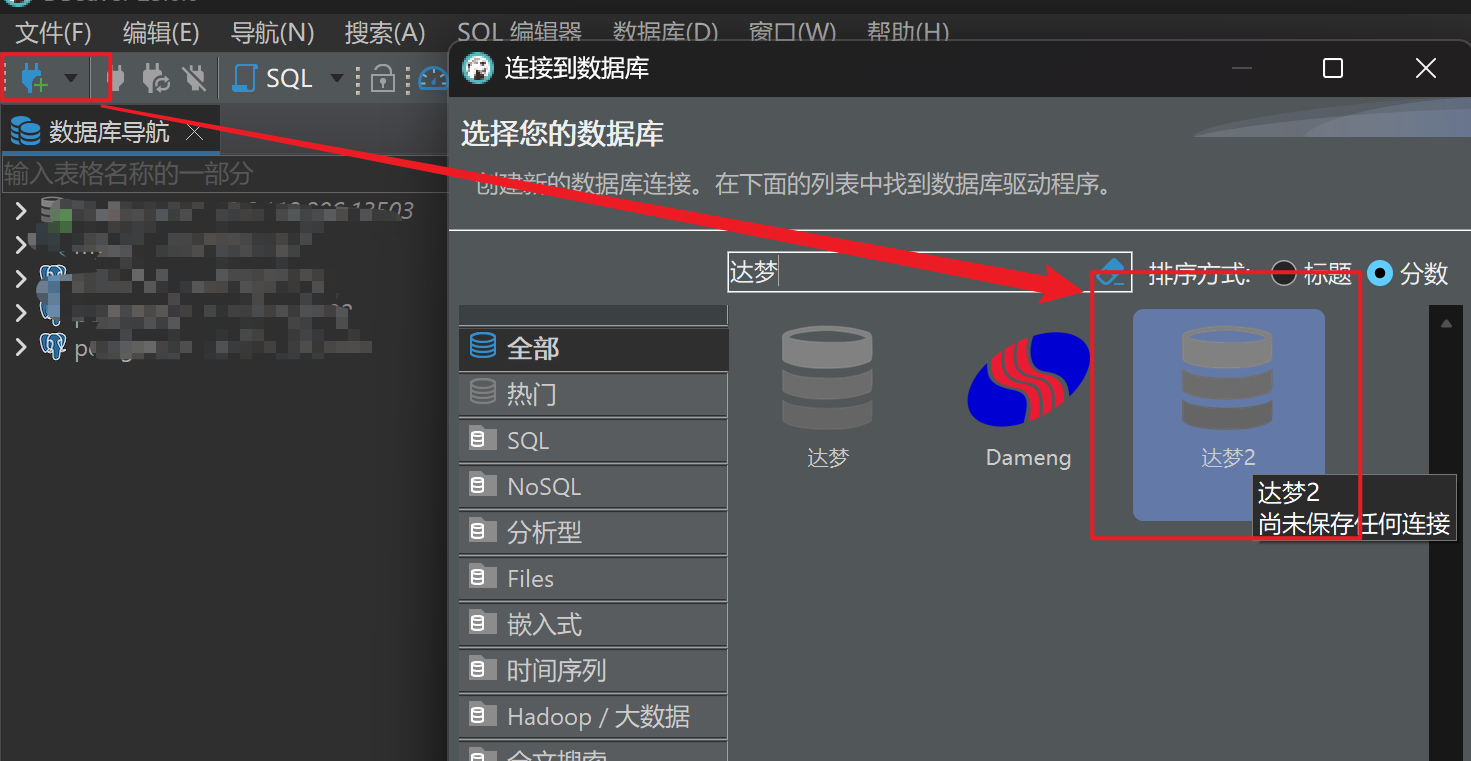 文件(F) 编辑(E) 导航(N) 搜索(A) SQL 编辑器 数据库(D) 窗口(W) 帮助(H)
连接到数据库
SQL
数据库导航
选择您的数据库
输入表格名称的一部分
创建新的数据库连接。在下面的列表中找到数据库驱动程序。
达梦
排序方式: 标题 分数
全部
热门
SQL
NoSQL
分析型
Files
嵌入式
时间序列
Hadoop / 大数据
全文搜索
达梦
Dameng
达梦2
达梦2
尚未保存任何连接